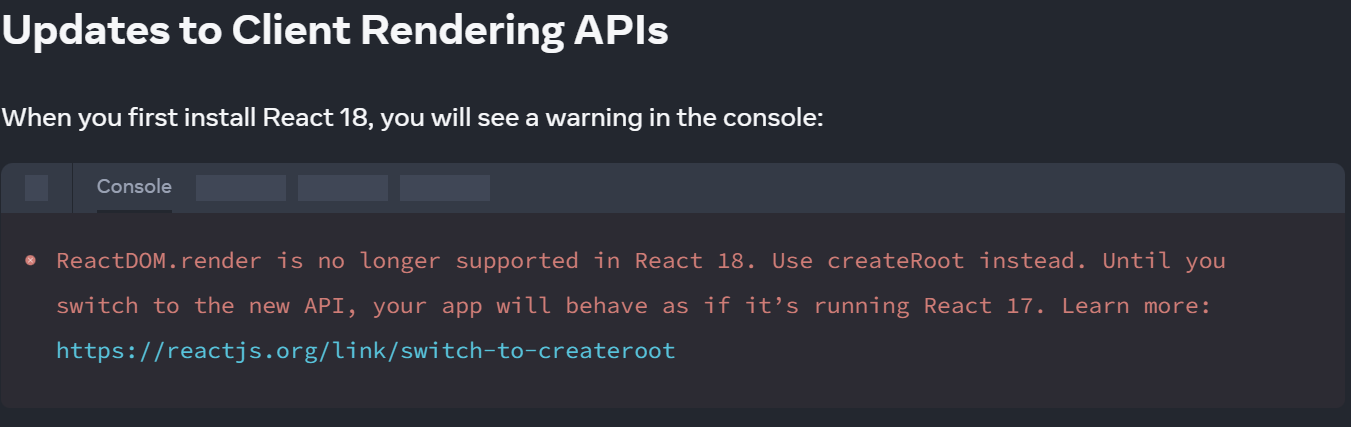 Updates to Client Rendering APIs
When you first install React 18, you will see a warning in the console:
Console
ReactDOM.render is no longer supported in React 18. Use createRoot instead. Until you
switch to the new API, your app will behave as if it’s running React 17. Learn more:
https://reactjs.org/link/switch-to-createroot